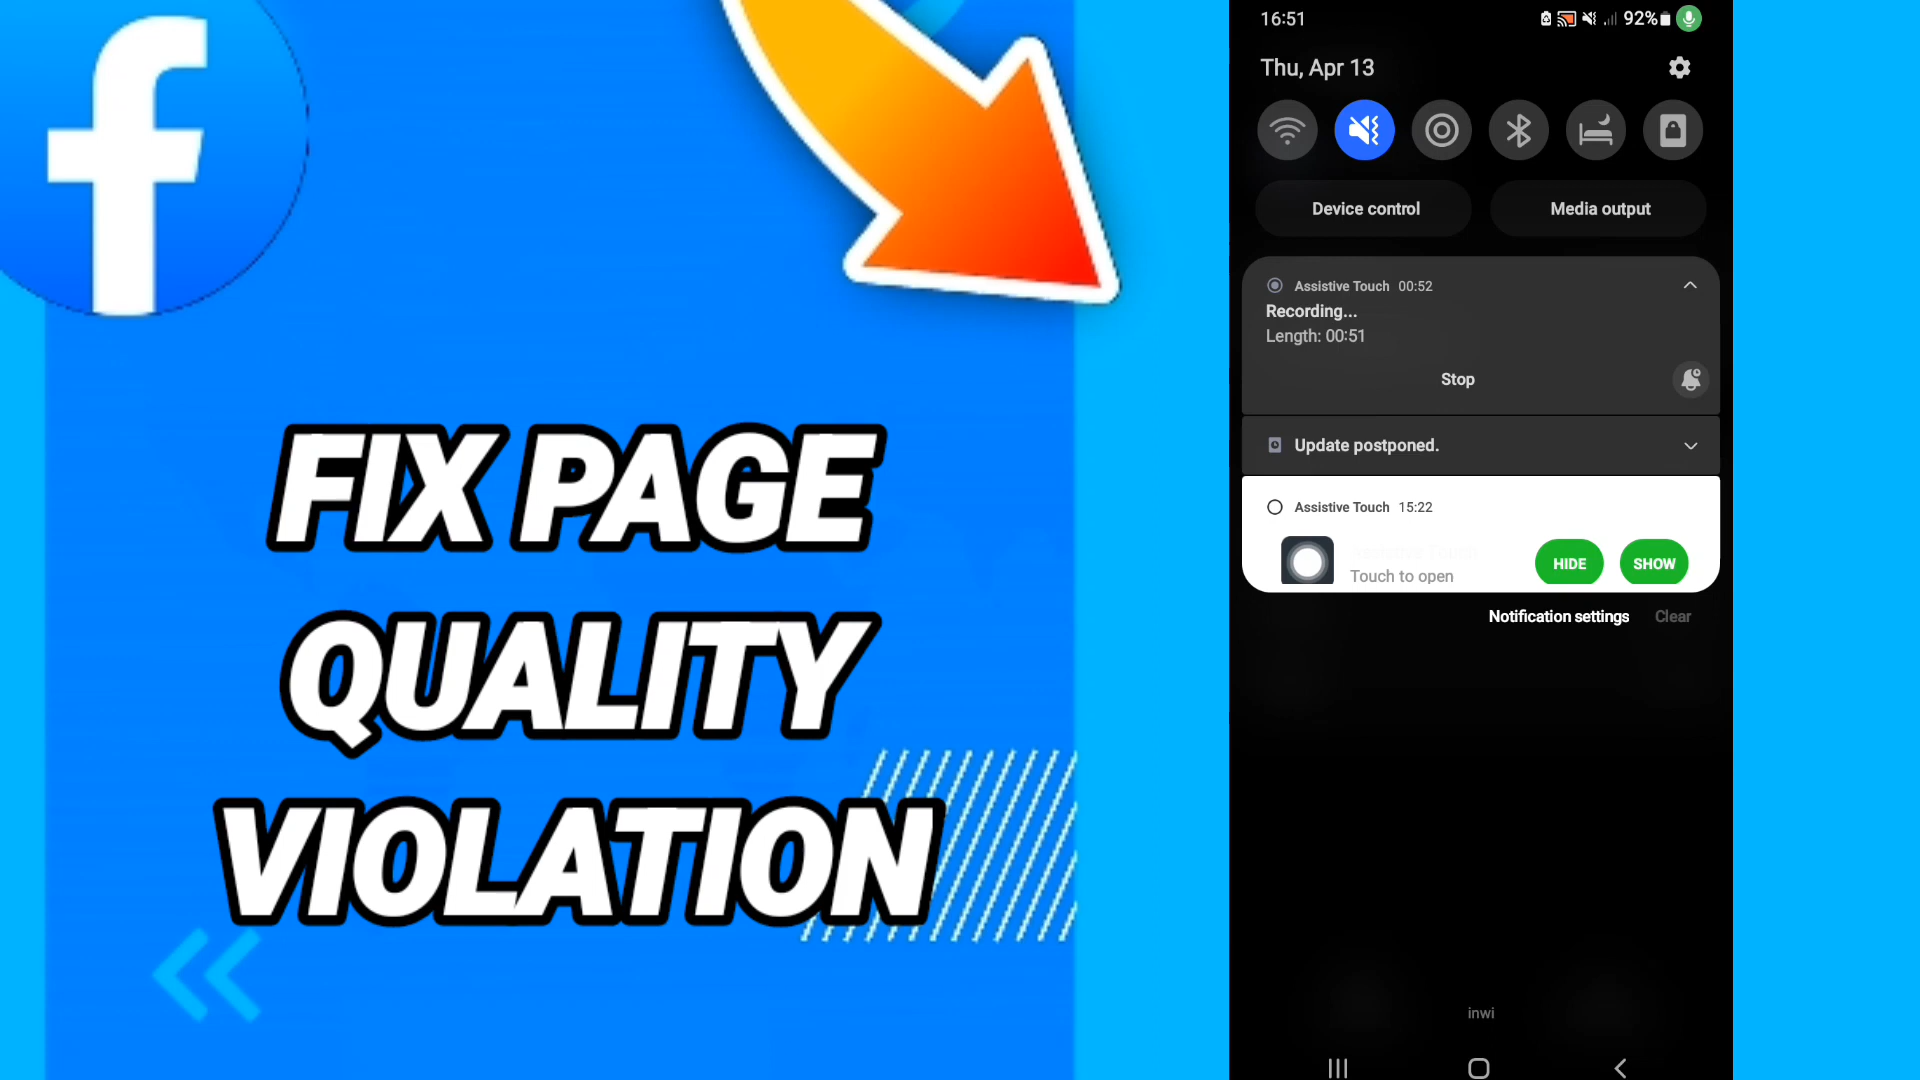 FIX PAGE
QUALITY
VIOLATION
16:51
92%
Thu, Apr 13
Device control
Media output
Assistive Touch 00:52
Recording...
Length: 00:51
Stop
Update postponed.
Assistive Touch 15:22
Touch to open
HIDE
SHOW
Notification settings
Clear
inwi